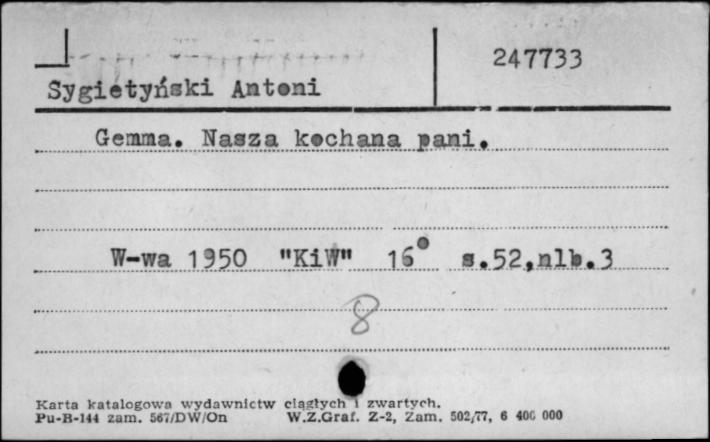 247733
Sygietyński Antoni
Gemma. Nasza kochana pani.
W-wa 1950 "KiW" 16° s.52,nlb.3
8
Karta katalogowa wydawnictw ciągłych i zwartych.
Pu-B-144 zam. 567/DW/On W.Z.Graf. Z-2, Zam. 502/77, 6 400 000